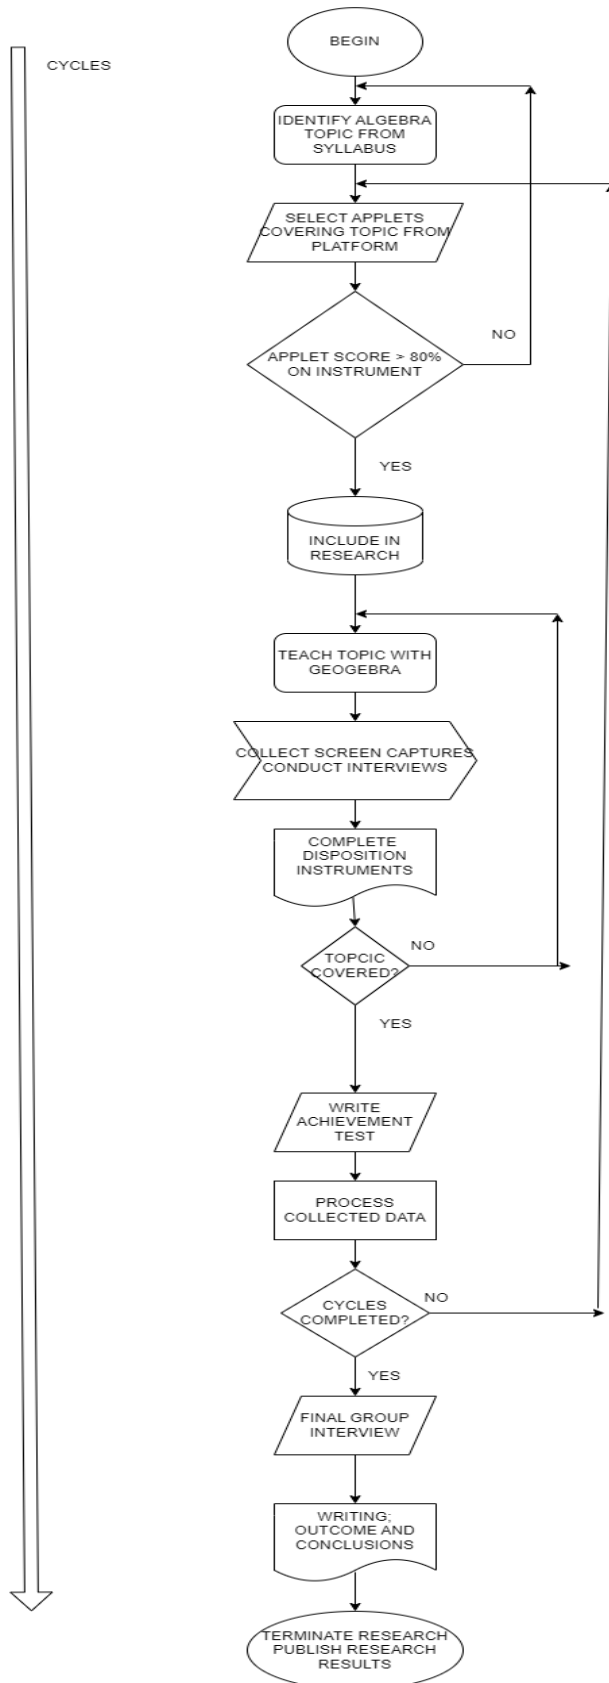 BEGIN
CYCLES
IDENTIFY ALGEBRA
TOPIC FROM
SYLLABUS
SELECT APPLETS
COVERING TOPIC FROM
PLATFORM
NO
APPLET SCORE > 80%
ON INSTRUMENT
YES
INCLUDE IN
RESEARCH
TEACH TOPIC WITH
GEOGEBRA
COLLECT SCREEN CAPTURES
CONDUCT INTERVIEWS
COMPLETE
DISPOSITION
INSTRUMENTS
NO
TOPCIC
COVERED?
YES
WRITE
ACHIEVEMENT
TEST
PROCESS
COLLECTED DATA
NO
CYCLES
COMPLETED?
YES
FINAL GROUP
INTERVIEW
WRITING;
OUTCOME AND
CONCLUSIONS
TERMINATE RESEARCH
PUBLISH RESEARCH
RESULTS